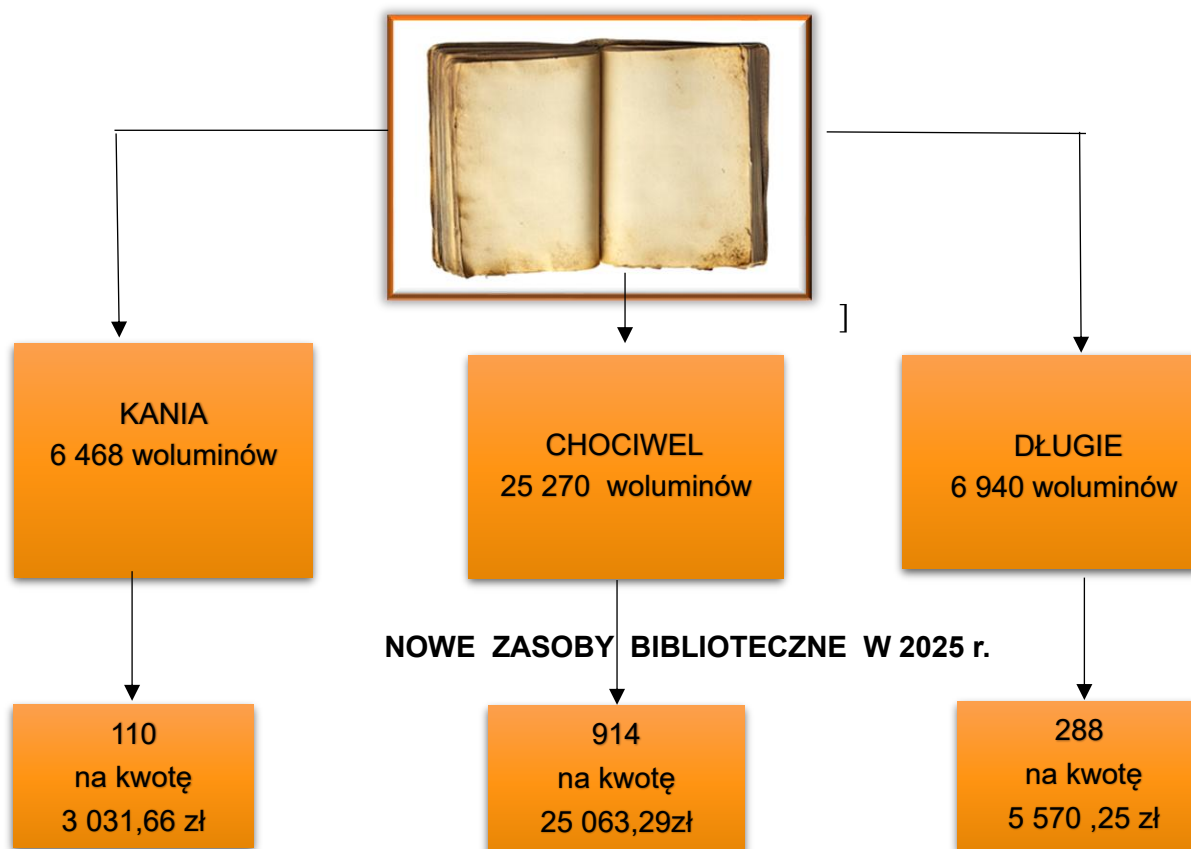 ]
KANIA
6 468 woluminów
CHOCIWEL
25 270 woluminów
DŁUGIE
6 940 woluminów
NOWE ZASOBY BIBLIOTECZNE W 2025 r.
110
na kwotę
3 031,66 zł
914
na kwotę
25 063,29zł
288
na kwotę
5 570 ,25 zł